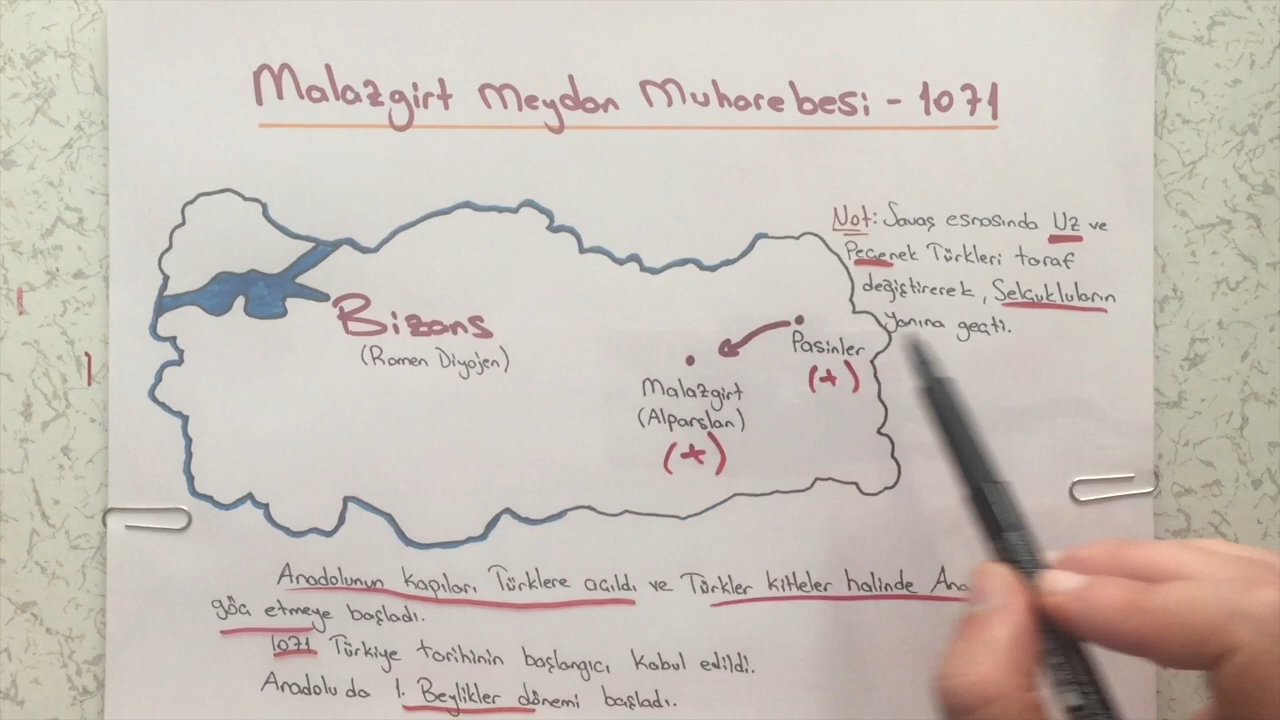 Malazgirt Meydan Muharebesi - 1071
Not: Savaş esnasında Uz ve
Peçenek Türkleri taraf
değiştirerek, Selçukluların
yanına geçti.
Bizans
(Romen Diyojen)
Pasinler
(+)
Malazgirt
(Alparslan)
(+)
Anadolunun kapıları Türklere açıldı ve Türkler kitleler halinde
göç etmeye başladı.
1071 Türkiye tarihinin başlangıcı kabul edildi.
Anadolu da 1. Beylikler dönemi başladı.